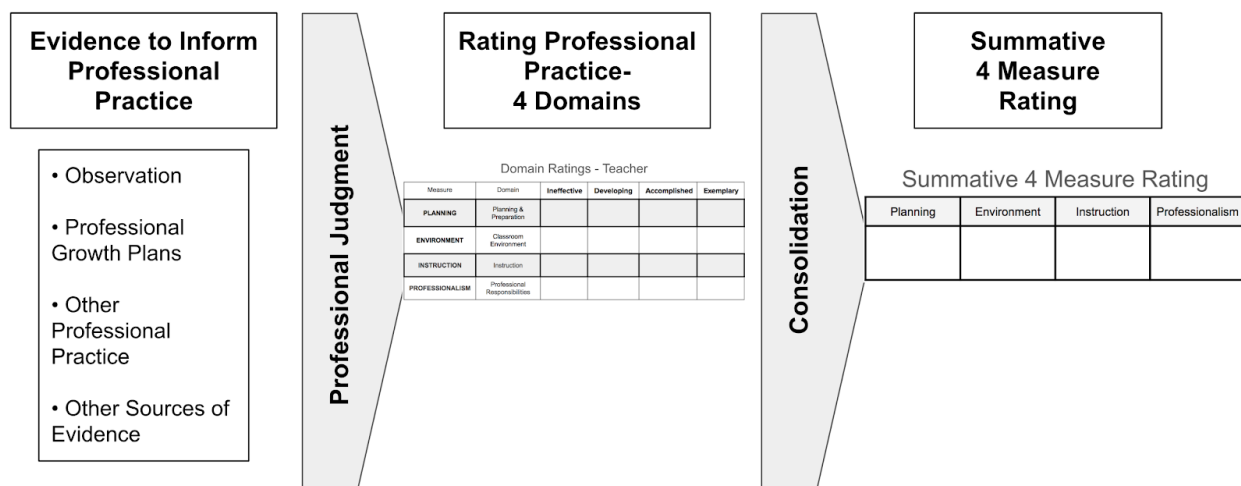 Evidence to Inform
Professional
Practice
• Observation
• Professional
Growth Plans
• Other
Professional
Practice
• Other Sources of
Evidence
Professional Judgment
Rating Professional
Practice-
4 Domains
Domain Ratings - Teacher
Measure Domain Ineffective Developing Accomplished Exemplary
PLANNING Planning &
Preparation
ENVIRONMENT Classroom
Environment
INSTRUCTION Instruction
PROFESSIONALISM Professional
Responsibilities
Consolidation
Summative
4 Measure
Rating
Summative 4 Measure Rating
Planning Environment Instruction Professionalism